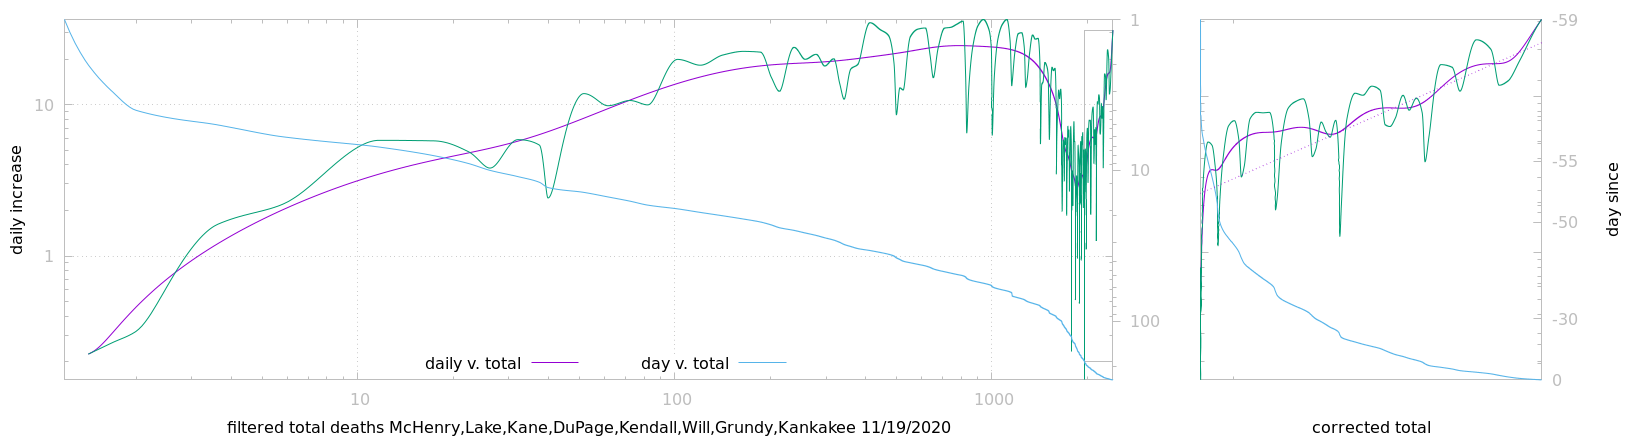 1
-59
10
daily increase
1
10
100
-55
-50
-30
0
day since
daily v. total
day v. total
10
100
1000
filtered total deaths McHenry,Lake,Kane,DuPage,Kendall,Will,Grundy,Kankakee 11/19/2020
corrected total